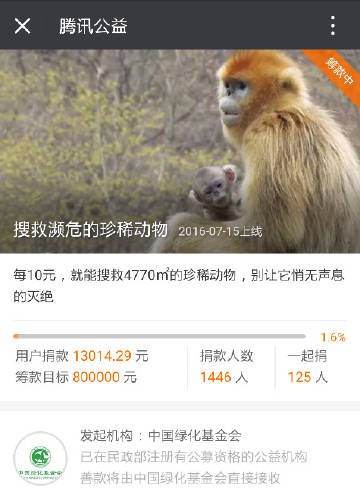 腾讯公益
筹款中
搜救濒危的珍稀动物 2016-07-15上线
每10元，就能搜救4770㎡的珍稀动物，别让它悄无声息
的灭绝
1.6%
用户捐款 13014.29 元 捐款人数 一起捐
筹款目标 800000 元 1446 人 125 人
发起机构：中国绿化基金会
已在民政部注册有公募资格的公益机构
善款将由中国绿化基金会直接接收
中国绿化基金会